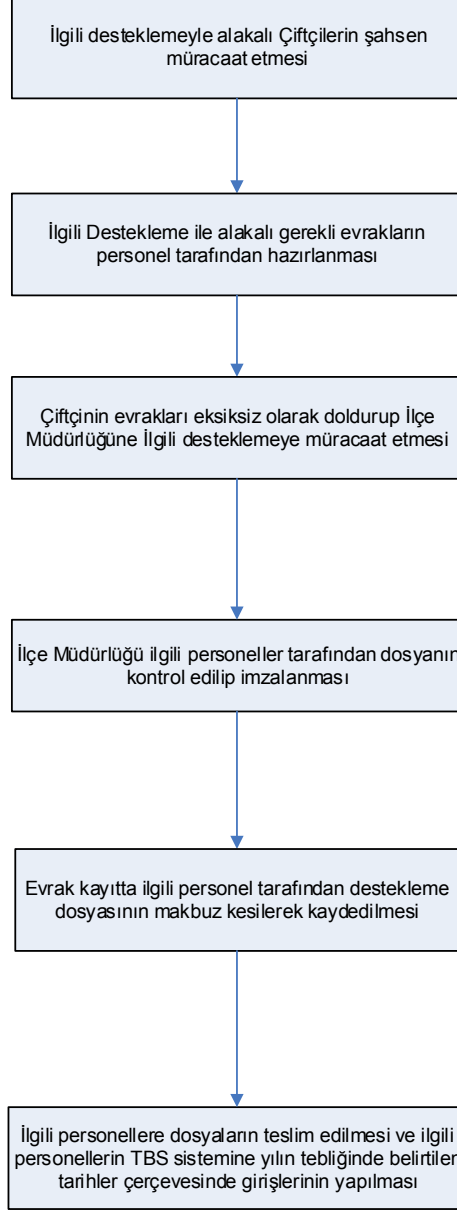 İlgili desteklemeyle alakalı Çiftçilerin şahsen
müracaat etmesi
İlgili Destekleme ile alakalı gerekli evrakların
personel tarafından hazırlanması
Çiftçinin evrakları eksiksiz olarak doldurup İlçe
Müdürlüğüne İlgili desteklemeye müracaat etmesi
İlçe Müdürlüğü ilgili personeller tarafından dosyanın
kontrol edilip imzalanması
Evrak kayıtta ilgili personel tarafından destekleme
dosyasının makbuz kesilerek kaydedilmesi
İlgili personellere dosyaların teslim edilmesi ve ilgili
personellerin TBS sistemine yılın tebliğinde belirtilen
tarihler çerçevesinde girişlerinin yapılması